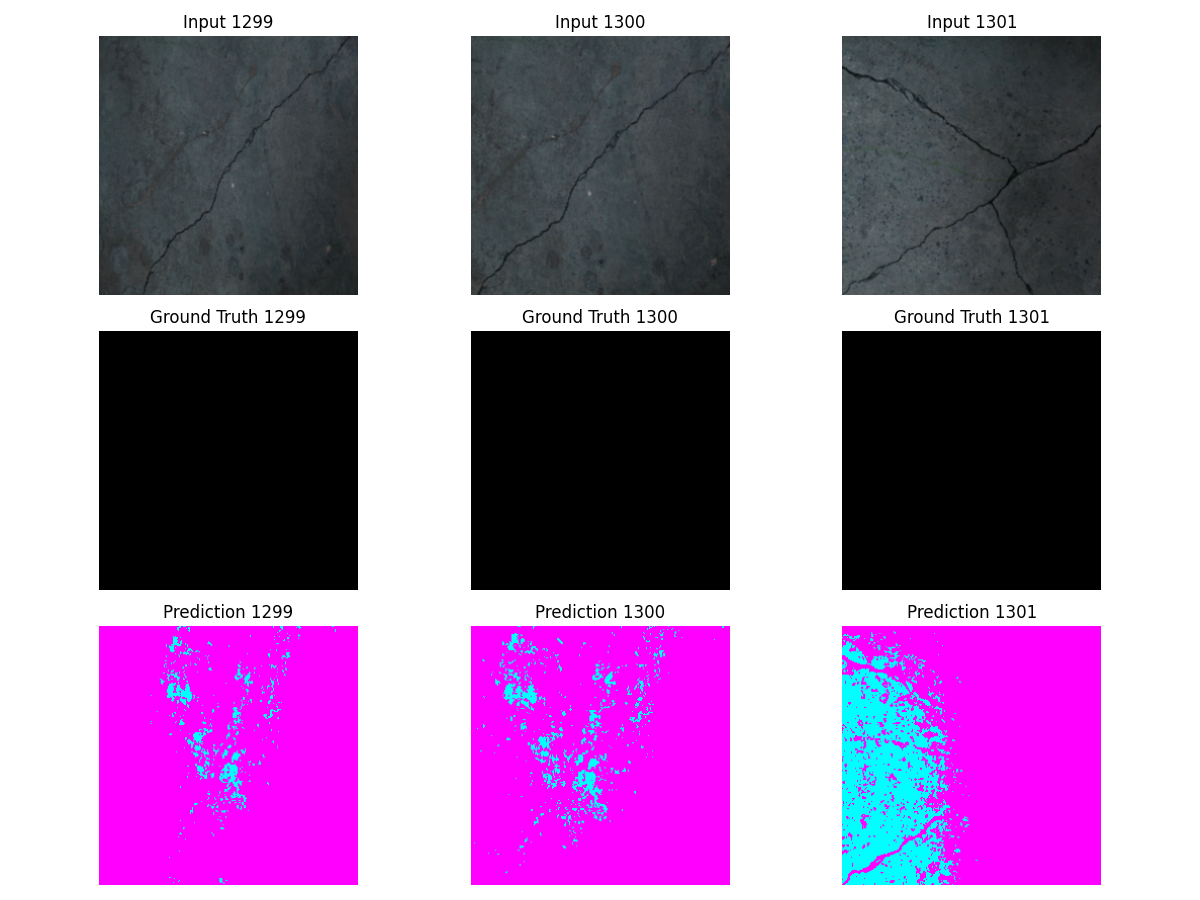 Input 1299
Input 1300
Input 1301
Ground Truth 1299
Ground Truth 1300
Ground Truth 1301
Prediction 1299
Prediction 1300
Prediction 1301